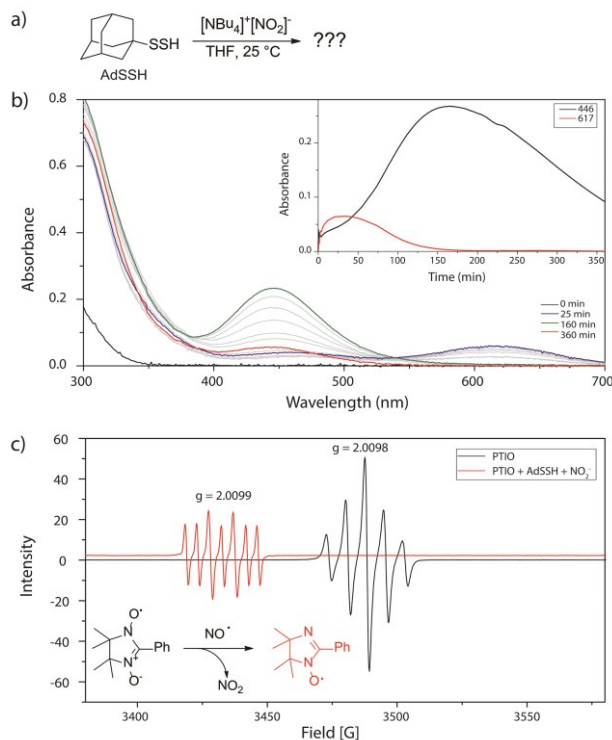 a)
SSH
AdSSH
[NBu₄]⁺[NO₂]⁻
THF, 25 °C
???
b)
0.8
0.6
0.4
0.2
0.0
Absorbance
300
400
500
600
700
Wavelength (nm)
446
617
0.2
0.1
0.0
Absorbance
0
50
100
150
200
250
300
350
Time (min)
0 min
25 min
160 min
360 min
c)
60
40
20
0
-20
-40
-60
Intensity
g = 2.0099
g = 2.0098
PTIO
PTIO + AdSSH + NO₂⁻
O•
N
Ph
N⁺
O⁻
NO•
NO₂
N
Ph
N
O•
3400
3450
3500
3550
Field [G]